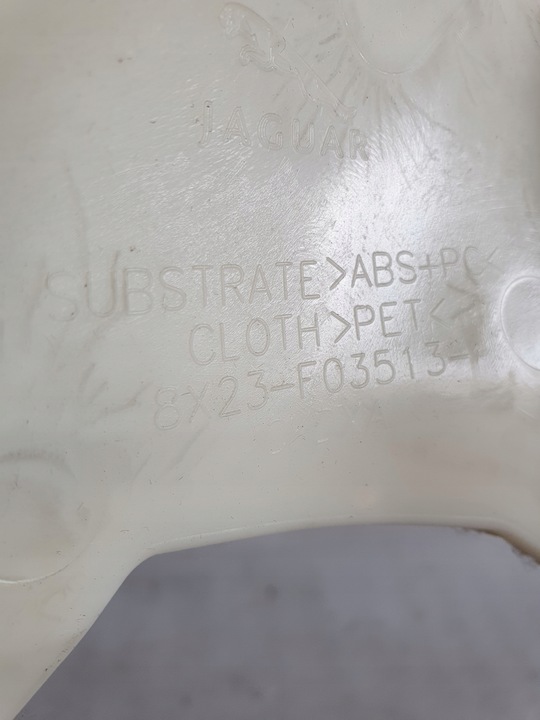 JAGUAR
SUBSTRATE>ABS+PC<
CLOTH>PET<
8X23-F03513-